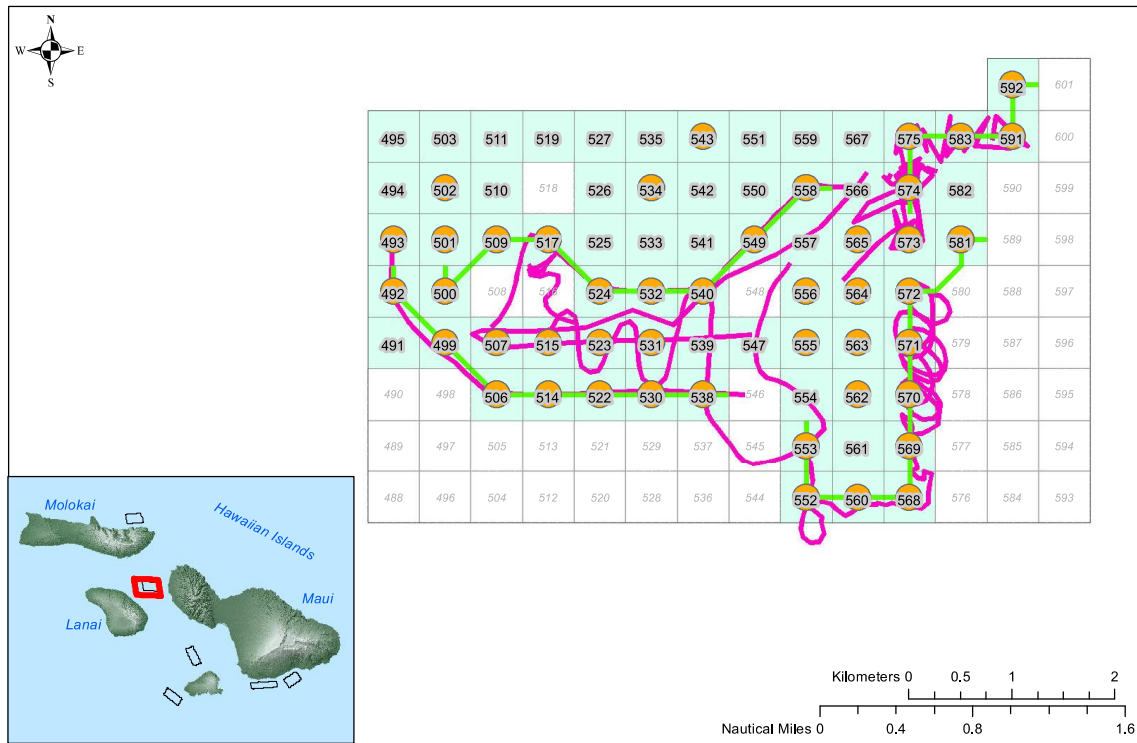 N
W E
S
592 601
495 503 511 519 527 535 543 551 559 567 575 583 591 600
494 502 510 518 526 534 542 550 558 566 574 582 590 599
493 501 509 517 525 533 541 549 557 565 573 581 589 598
492 500 508 516 524 532 540 548 556 564 572 580 588 597
491 499 507 515 523 531 539 547 555 563 571 579 587 596
490 498 506 514 522 530 538 546 554 562 570 578 586 595
489 497 505 513 521 529 537 545 553 561 569 577 585 594
488 496 504 512 520 528 536 544 552 560 568 576 584 593
Molokai
Hawaiian Islands
Maui
Lanai
Kilometers 0 0.5 1 2
Nautical Miles 0 0.4 0.8 1.6